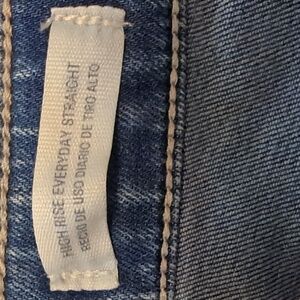 HIGH RISE EVERYDAY STRAIGHT
RECTO DE USO DIARIO DE TIRO ALTO